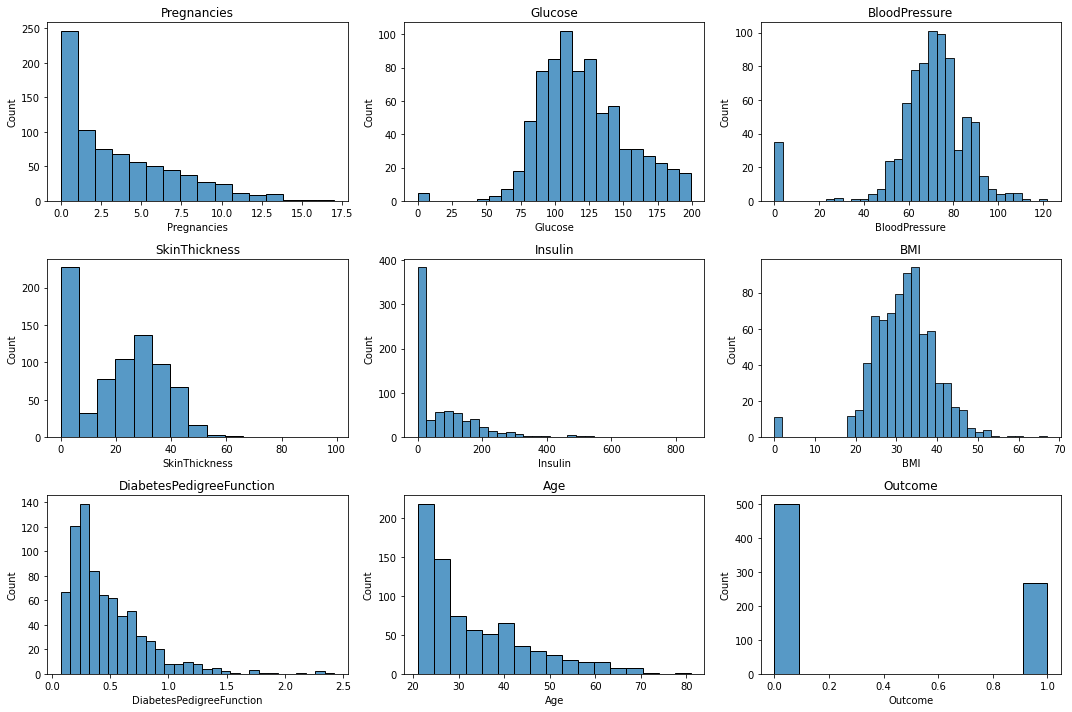 Pregnancies
Count
250
200
150
100
50
0
0.0 2.5 5.0 7.5 10.0 12.5 15.0 17.5
Pregnancies
Glucose
Count
100
80
60
40
20
0
0 25 50 75 100 125 150 175 200
Glucose
BloodPressure
Count
100
80
60
40
20
0
0 20 40 60 80 100 120
BloodPressure
SkinThickness
Count
200
150
100
50
0
0 20 40 60 80 100
SkinThickness
Insulin
Count
400
300
200
100
0
0 200 400 600 800
Insulin
BMI
Count
80
60
40
20
0
0 10 20 30 40 50 60 70
BMI
DiabetesPedigreeFunction
Count
140
120
100
80
60
40
20
0
0.0 0.5 1.0 1.5 2.0 2.5
DiabetesPedigreeFunction
Age
Count
200
150
100
50
0
20 30 40 50 60 70 80
Age
Outcome
Count
500
400
300
200
100
0
0.0 0.2 0.4 0.6 0.8 1.0
Outcome